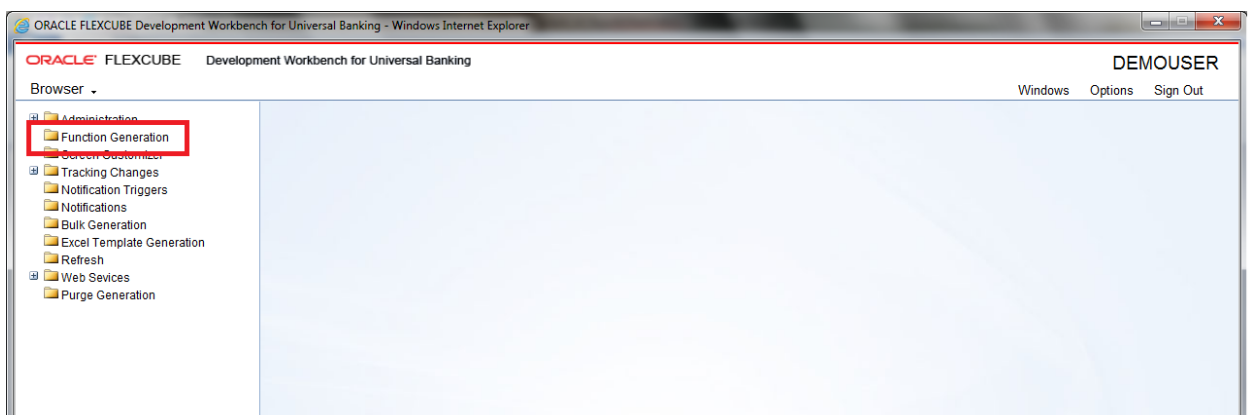 ORACLE FLEXCUBE Development Workbench for Universal Banking - Windows Internet Explorer
ORACLE FLEXCUBE Development Workbench for Universal Banking
DEMOUSER
Browser
Windows Options Sign Out
Administration
Function Generation
Screen Customizer
Tracking Changes
Notification Triggers
Notifications
Bulk Generation
Excel Template Generation
Refresh
Web Sevices
Purge Generation